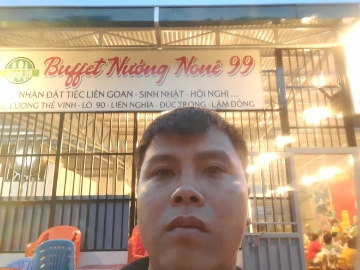 Buffet Nướng Nonê 99
NHẬN ĐẶT TIỆC LIÊN GOAN - SINH NHẬT - HỘI NGHỊ ...
LƯƠNG THẾ VINH - LÔ 90 - LIÊN NGHĨA - ĐỨC TRỌNG - LÂM ĐỒNG